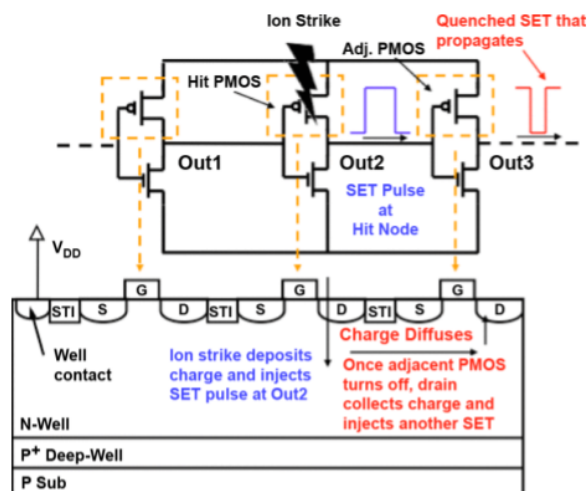 Ion Strike
Quenched SET that
propagates
Adj. PMOS
Hit PMOS
Out1
Out2
Out3
SET Pulse
at
Hit Node
VDD
G
G
G
STI
S
D
STI
S
D
STI
S
D
Well
contact
Ion strike deposits
charge and injects
SET pulse at Out2
Charge Diffuses
Once adjacent PMOS
turns off, drain
collects charge and
injects another SET
N-Well
P+ Deep-Well
P Sub